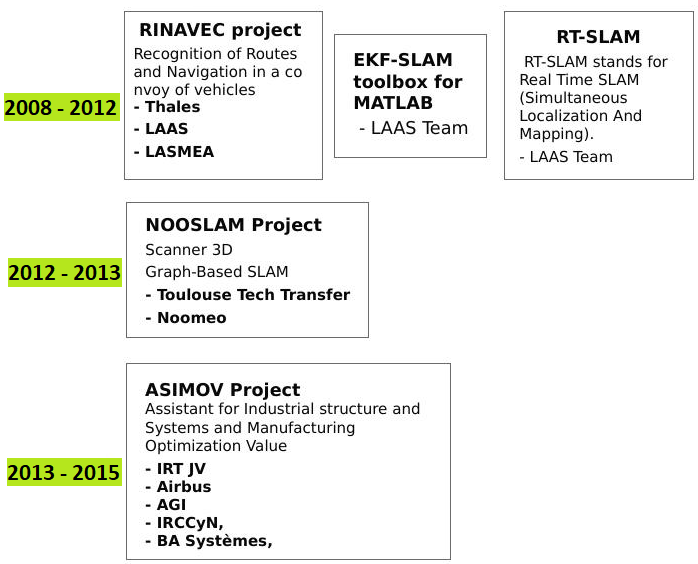 2008 - 2012
RINAVEC project
Recognition of Routes
and Navigation in a co
nvoy of vehicles
- Thales
- LAAS
- LASMEA
EKF-SLAM
toolbox for
MATLAB
- LAAS Team
RT-SLAM
RT-SLAM stands for
Real Time SLAM
(Simultaneous
Localization And
Mapping).
- LAAS Team
2012 - 2013
NOOSLAM Project
Scanner 3D
Graph-Based SLAM
- Toulouse Tech Transfer
- Noomeo
2013 - 2015
ASIMOV Project
Assistant for Industrial structure and
Systems and Manufacturing
Optimization Value
- IRT JV
- Airbus
- AGI
- IRCCyN,
- BA Systèmes,